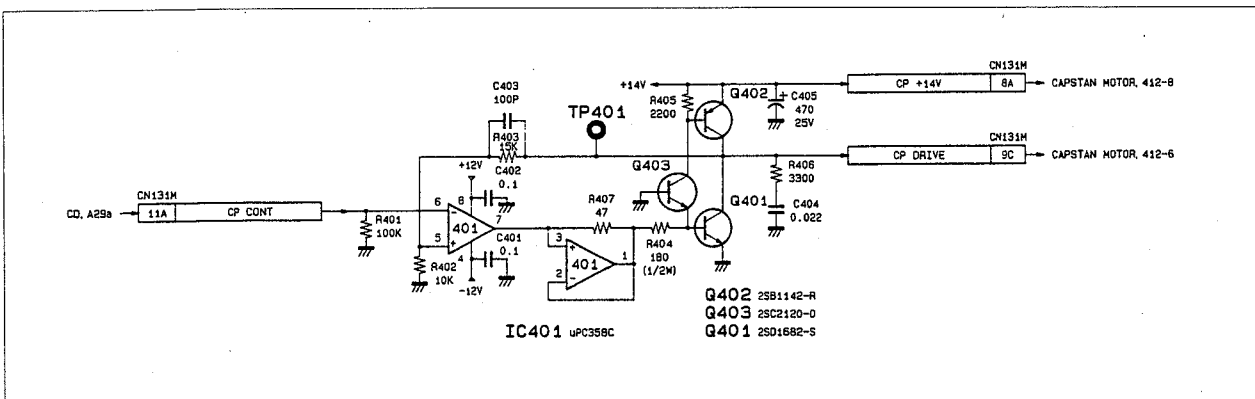 CN131M
C403
100P
+14V
Q402
C405
470
25V
CP +14V
8A
CAPSTAN MOTOR, 412-8
R405
2200
TP401
R403
15K
C402
0.1
+12V
Q403
CN131M
CP DRIVE
9C
CAPSTAN MOTOR, 412-6
R406
3300
CD, A29a
CN131M
11A
CP CONT
R401
100K
6
8
7
401
5
4
C401
0.1
R402
10K
-12V
R407
47
R404
180
(1/2W)
Q401
C404
0.022
3
401
1
2
IC401 uPC358C
Q402 2SB1142-R
Q403 2SC2120-O
Q401 2SD1682-S